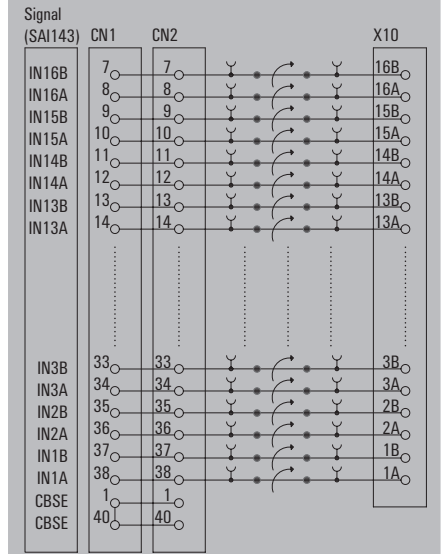 Signal
(SAI143) CN1 CN2 X10
IN16B 7 7 16B
IN16A 8 8 16A
IN15B 9 9 15B
IN15A 10 10 15A
IN14B 11 11 14B
IN14A 12 12 14A
IN13B 13 13 13B
IN13A 14 14 13A
IN3B 33 33 3B
IN3A 34 34 3A
IN2B 35 35 2B
IN2A 36 36 2A
IN1B 37 37 1B
IN1A 38 38 1A
CBSE 1 1
CBSE 40 40